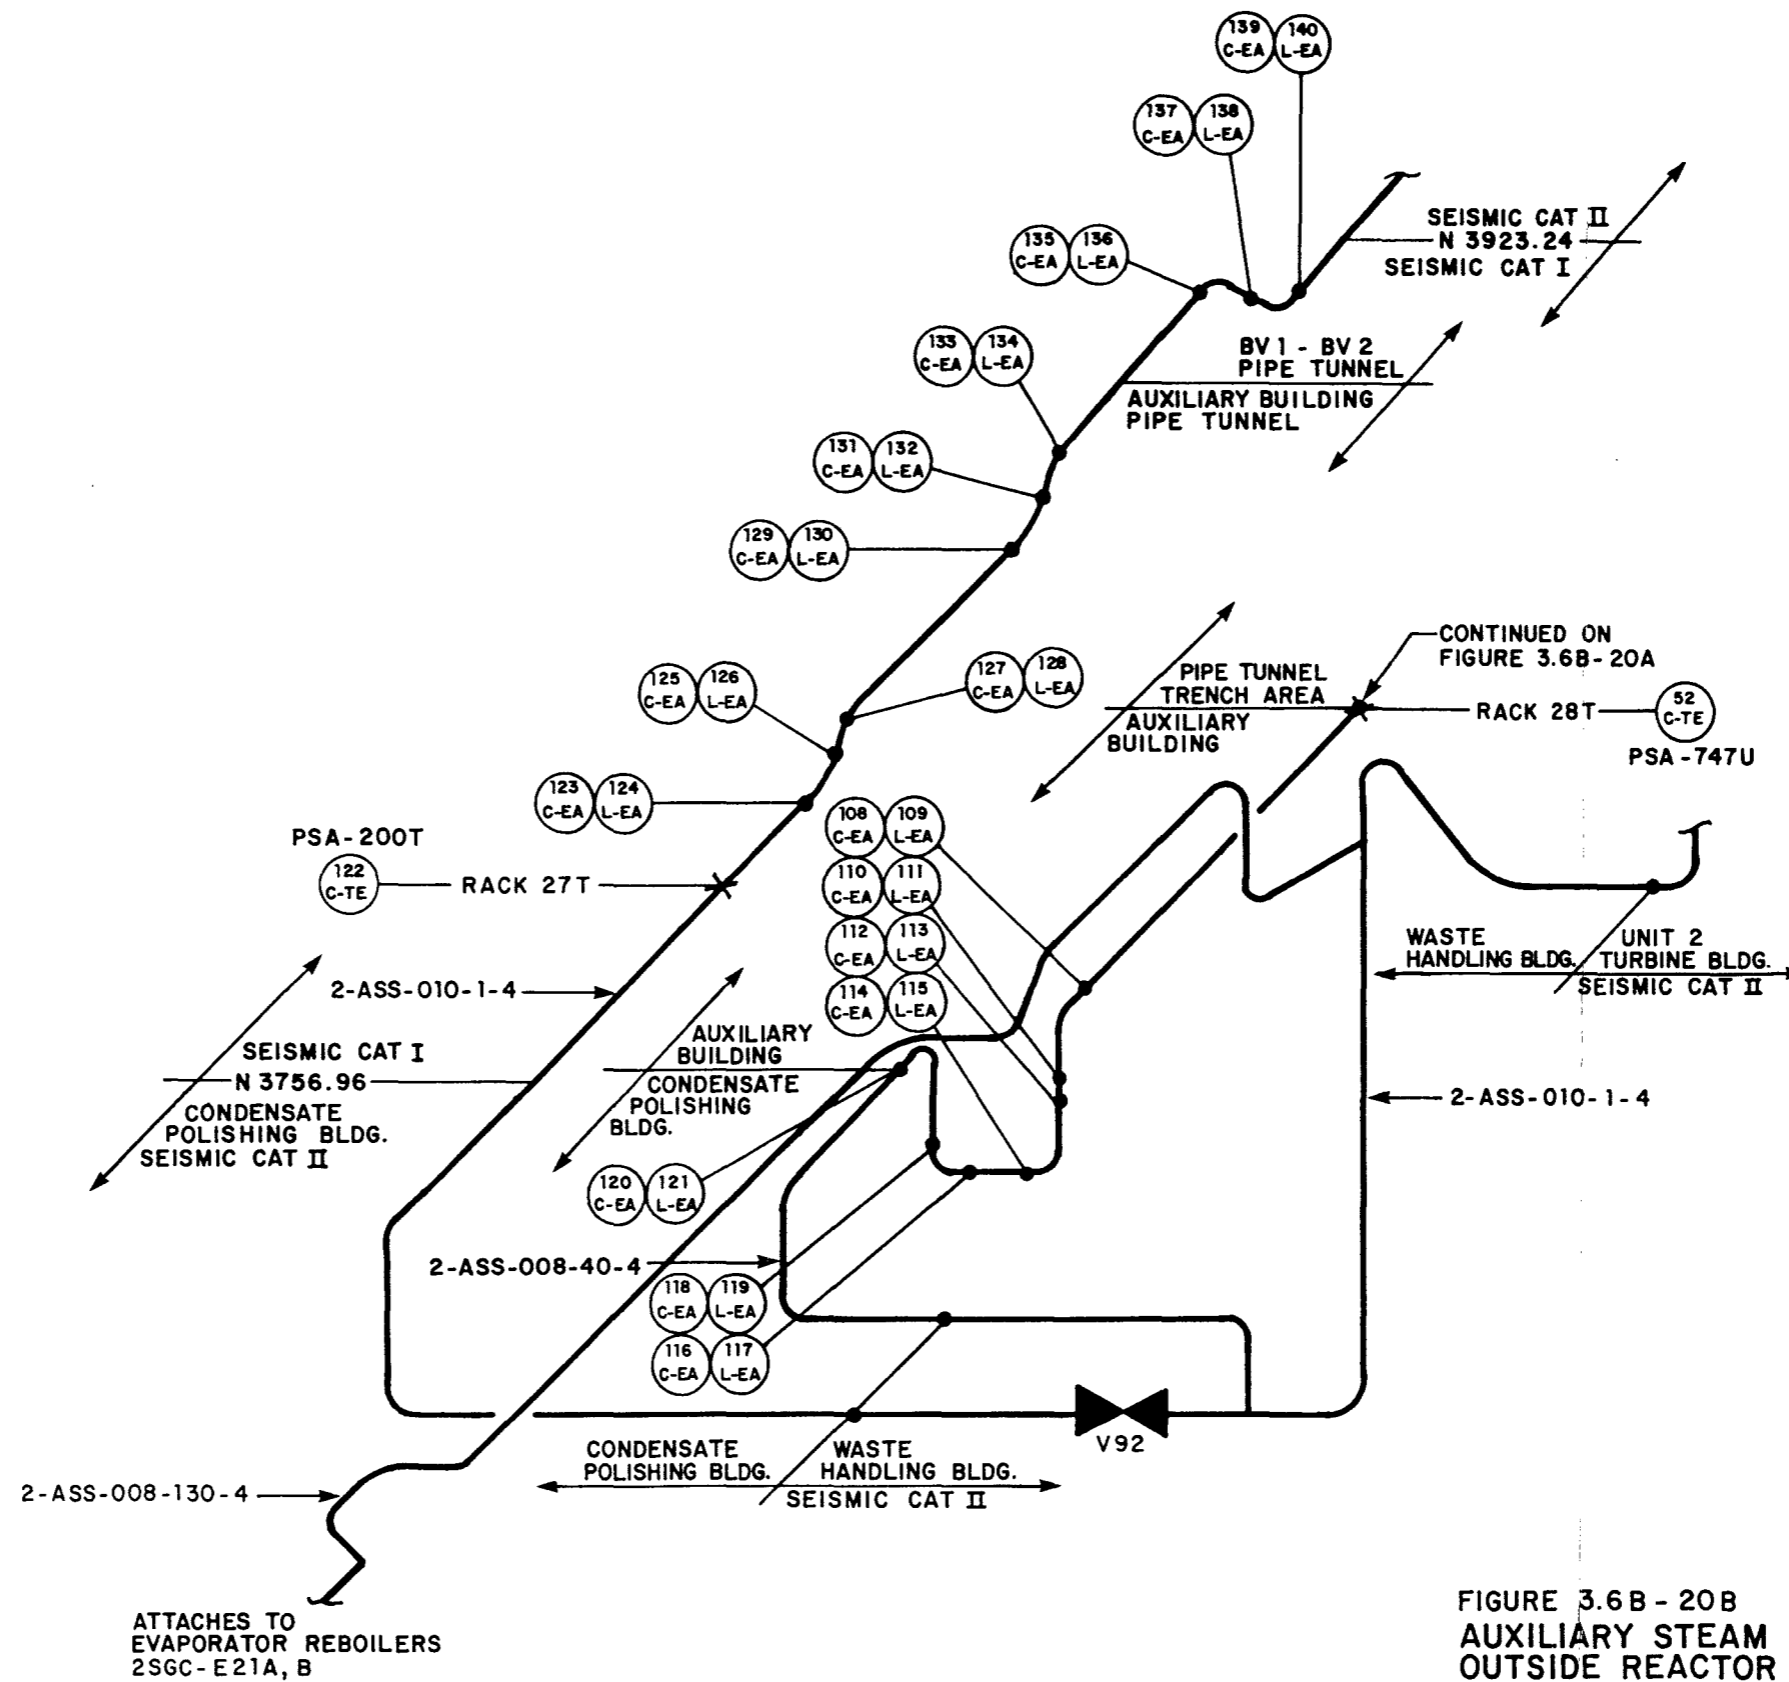 139 140
C-EA L-EA
137 138
C-EA L-EA
135 136
C-EA L-EA
SEISMIC CAT II
N 3923.24
SEISMIC CAT I
133 134
C-EA L-EA
BV 1 - BV 2
PIPE TUNNEL
AUXILIARY BUILDING
PIPE TUNNEL
131 132
C-EA L-EA
129 130
C-EA L-EA
125 126
C-EA L-EA
127 128
C-EA L-EA
CONTINUED ON
FIGURE 3.6B-20A
PIPE TUNNEL
TRENCH AREA
AUXILIARY
BUILDING
RACK 28T
52
C-TE
PSA-747U
123 124
C-EA L-EA
PSA-200T
122
C-TE
RACK 27T
108 109
C-EA L-EA
110 111
C-EA L-EA
112 113
C-EA L-EA
114 115
C-EA L-EA
WASTE
HANDLING BLDG.
UNIT 2
TURBINE BLDG.
SEISMIC CAT II
2-ASS-010-1-4
SEISMIC CAT I
N 3756.96
CONDENSATE
POLISHING BLDG.
SEISMIC CAT II
AUXILIARY
BUILDING
CONDENSATE
POLISHING
BLDG.
2-ASS-010-1-4
120 121
C-EA L-EA
2-ASS-008-40-4
118 119
C-EA L-EA
116 117
C-EA L-EA
V92
CONDENSATE
POLISHING BLDG.
WASTE
HANDLING BLDG.
SEISMIC CAT II
2-ASS-008-130-4
ATTACHES TO
EVAPORATOR REBOILERS
2SGC-E21A, B
FIGURE 3.6B-20B
AUXILIARY STEAM
OUTSIDE REACTOR